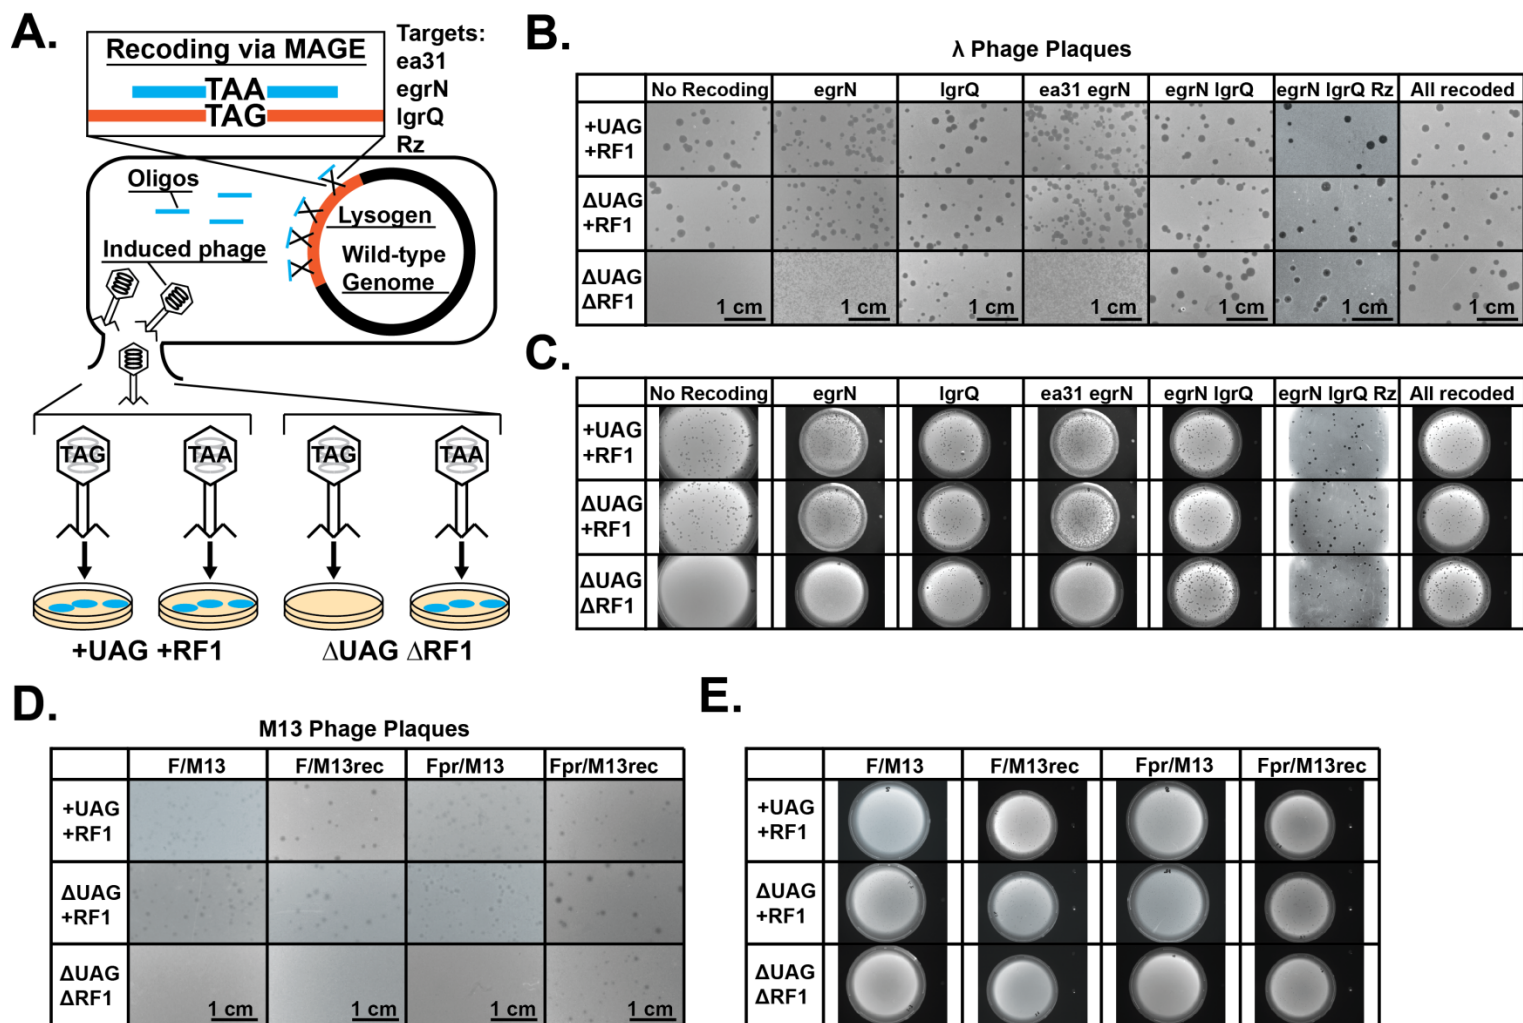 A.
Recoding via MAGE
TAA
TAG
Targets:
ea31
egrN
lgrQ
Rz
Oligos
Induced phage
Lysogen
Wild-type
Genome
TAG TAA TAG TAA
+UAG +RF1 ΔUAG ΔRF1
B.
λ Phage Plaques
No Recoding egrN lgrQ ea31 egrN egrN lgrQ egrN lgrQ Rz All recoded
+UAG
+RF1
ΔUAG
+RF1
ΔUAG
ΔRF1
1 cm 1 cm 1 cm 1 cm 1 cm 1 cm 1 cm
C.
No Recoding egrN lgrQ ea31 egrN egrN lgrQ egrN lgrQ Rz All recoded
+UAG
+RF1
ΔUAG
+RF1
ΔUAG
ΔRF1
D.
M13 Phage Plaques
F/M13 F/M13rec Fpr/M13 Fpr/M13rec
+UAG
+RF1
ΔUAG
+RF1
ΔUAG
ΔRF1
1 cm 1 cm 1 cm 1 cm
E.
F/M13 F/M13rec Fpr/M13 Fpr/M13rec
+UAG
+RF1
ΔUAG
+RF1
ΔUAG
ΔRF1